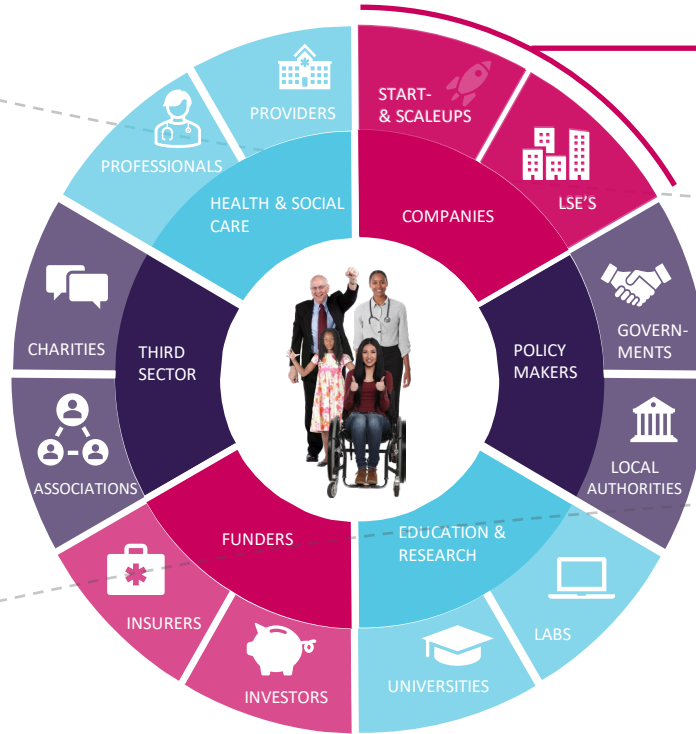 PROVIDERS
START-
& SCALEUPS
PROFESSIONALS
HEALTH & SOCIAL
CARE
COMPANIES
LSE'S
CHARITIES
THIRD
SECTOR
POLICY
MAKERS
GOVERN-
MENTS
ASSOCIATIONS
LOCAL
AUTHORITIES
FUNDERS
EDUCATION &
RESEARCH
INSURERS
LABS
INVESTORS
UNIVERSITIES